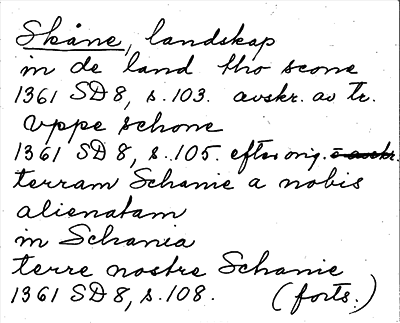 Skåne, landskap
in de land tho scone
1361 SD 8, s. 103. avskr. av tr.
vppe schone
1361 SD 8, s. 105. efter orig.
terram Schanie a nobis
alienatam
in Schania
terre nostre Schanie
1361 SD 8, s. 108. (forts.)